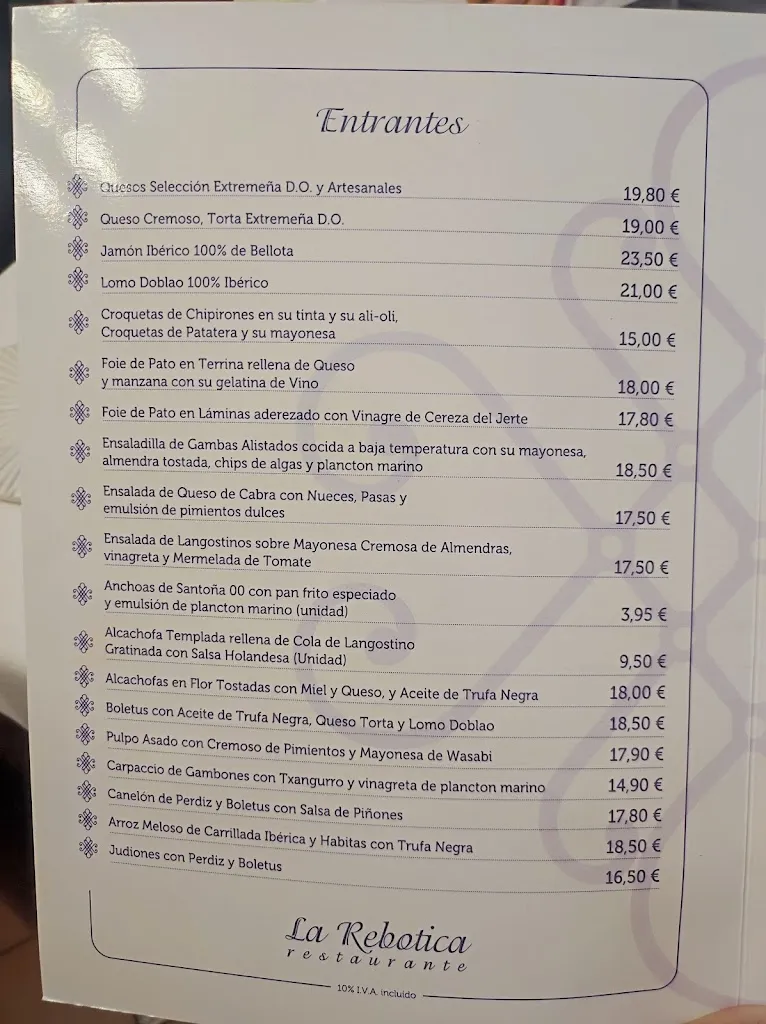 Entrantes
Quesos Selección Extremeña D.O. y Artesanales 19,80 €
Queso Cremoso, Torta Extremeña D.O. 19,00 €
Jamón Ibérico 100% de Bellota 23,50 €
Lomo Doblao 100% Ibérico 21,00 €
Croquetas de Chipirones en su tinta y su ali-oli,
Croquetas de Patatera y su mayonesa 15,00 €
Foie de Pato en Terrina rellena de Queso
y manzana con su gelatina de Vino 18,00 €
Foie de Pato en Láminas aderezado con Vinagre de Cereza del Jerte 17,80 €
Ensaladilla de Gambas Alistados cocida a baja temperatura con su mayonesa,
almendra tostada, chips de algas y plancton marino 18,50 €
Ensalada de Queso de Cabra con Nueces, Pasas y
emulsión de pimientos dulces 17,50 €
Ensalada de Langostinos sobre Mayonesa Cremosa de Almendras,
vinagreta y Mermelada de Tomate 17,50 €
Anchoas de Santoña 00 con pan frito especiado
y emulsión de plancton marino (unidad) 3,95 €
Alcachofa Templada rellena de Cola de Langostino
Gratinada con Salsa Holandesa (Unidad) 9,50 €
Alcachofas en Flor Tostadas con Miel y Queso, y Aceite de Trufa Negra 18,00 €
Boletus con Aceite de Trufa Negra, Queso Torta y Lomo Doblao 18,50 €
Pulpo Asado con Cremoso de Pimientos y Mayonesa de Wasabi 17,90 €
Carpaccio de Gambones con Txangurro y vinagreta de plancton marino 14,90 €
Canelón de Perdiz y Boletus con Salsa de Piñones 17,80 €
Arroz Meloso de Carrillada Ibérica y Habitas con Trufa Negra 18,50 €
Judiones con Perdiz y Boletus 16,50 €
La Rebotica
restaurante
10% I.V.A. incluido